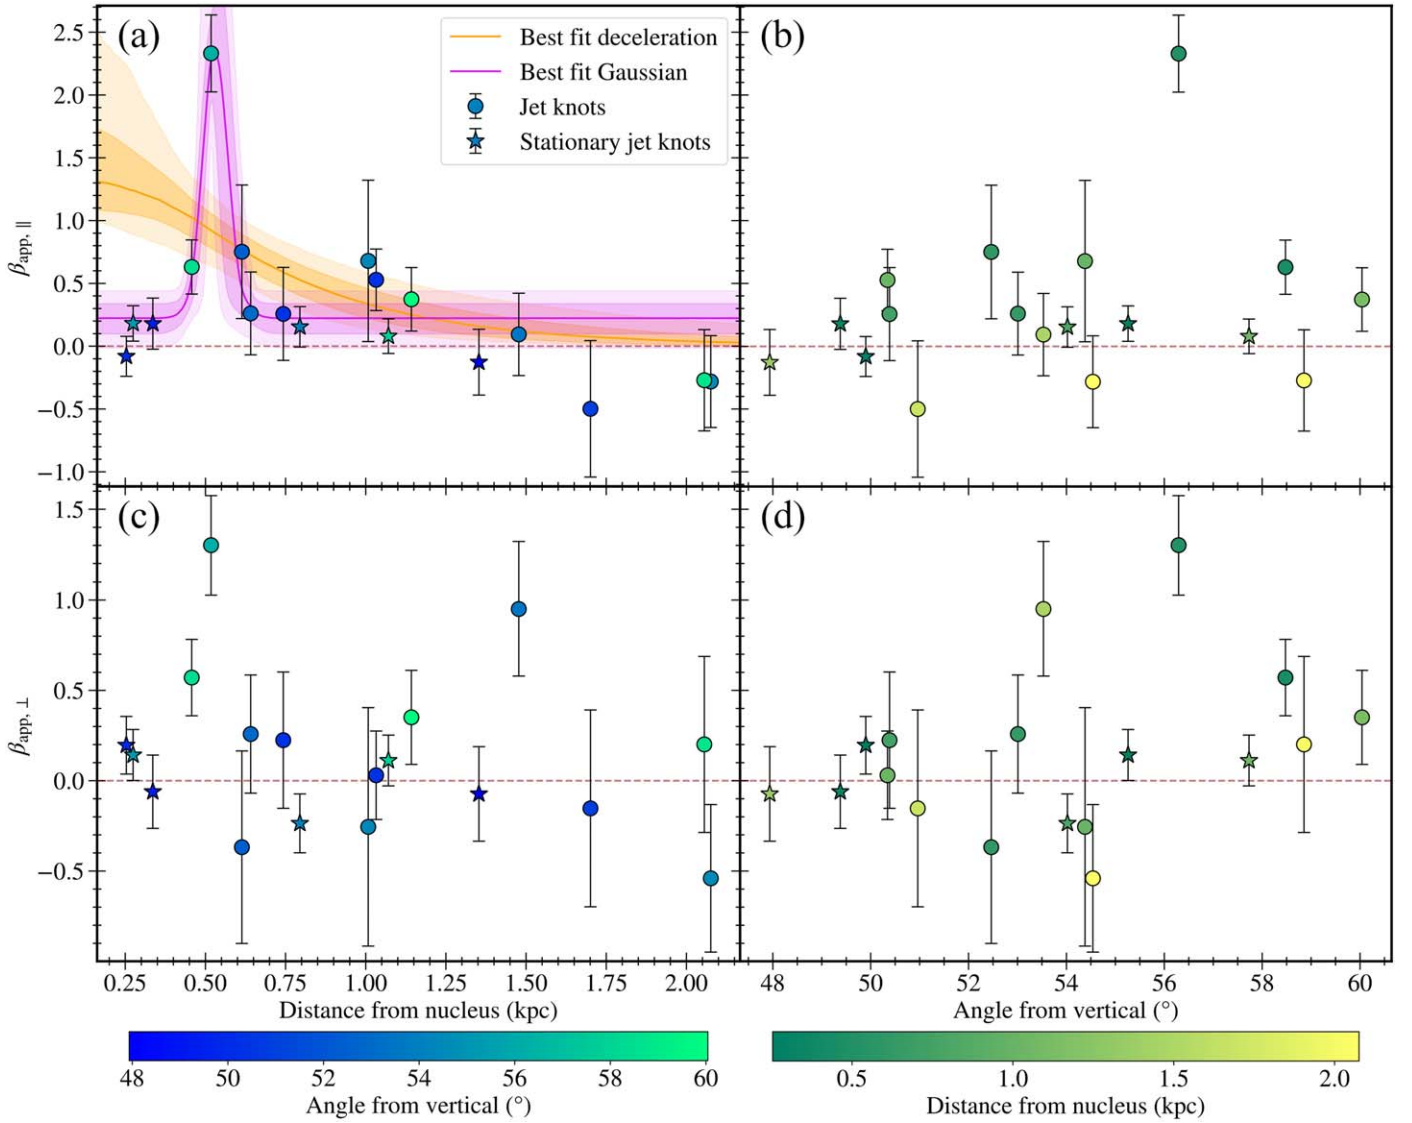 (a)
Best fit deceleration
Best fit Gaussian
Jet knots
Stationary jet knots
(b)
2.5
2.0
1.5
1.0
0.5
0.0
−0.5
−1.0
βapp, ∥
(c)
(d)
1.5
1.0
0.5
0.0
−0.5
βapp, ⊥
0.25 0.50 0.75 1.00 1.25 1.50 1.75 2.00
48 50 52 54 56 58 60
Distance from nucleus (kpc)
Angle from vertical (°)
48 50 52 54 56 58 60
0.5 1.0 1.5 2.0
Angle from vertical (°)
Distance from nucleus (kpc)